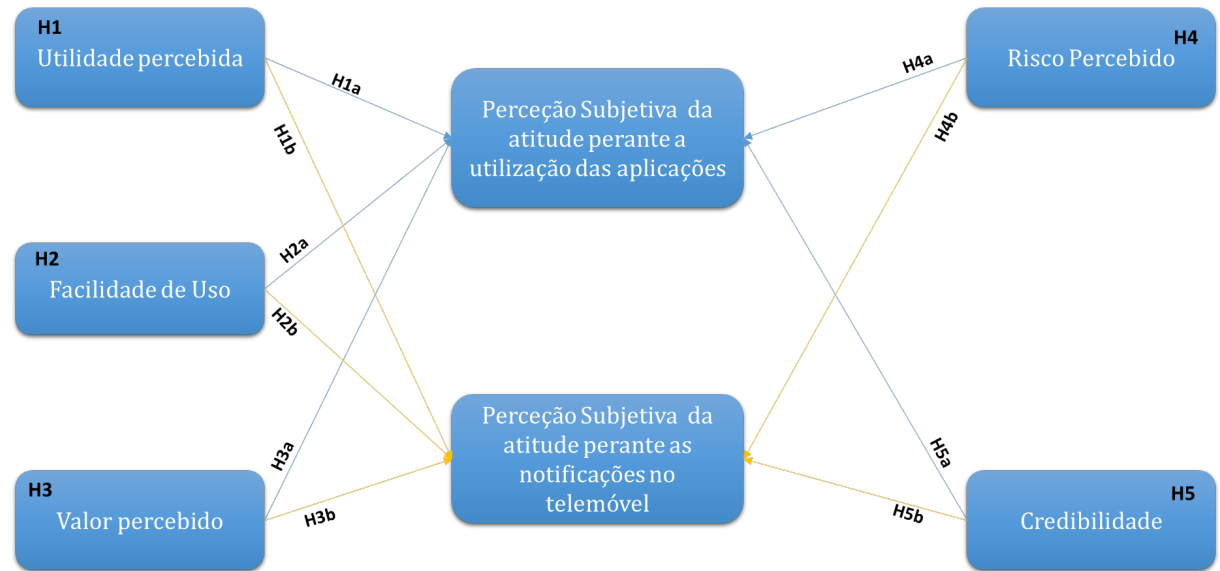 H1
Utilidade percebida
H1a
H1b
H2
Facilidade de Uso
H2a
H2b
H3
Valor percebido
H3a
H3b
Perceção Subjetiva da
atitude perante a
utilização das aplicações
Perceção Subjetiva da
atitude perante as
notificações no
telemóvel
H4
Risco Percebido
H4a
H4b
H5
Credibilidade
H5a
H5b